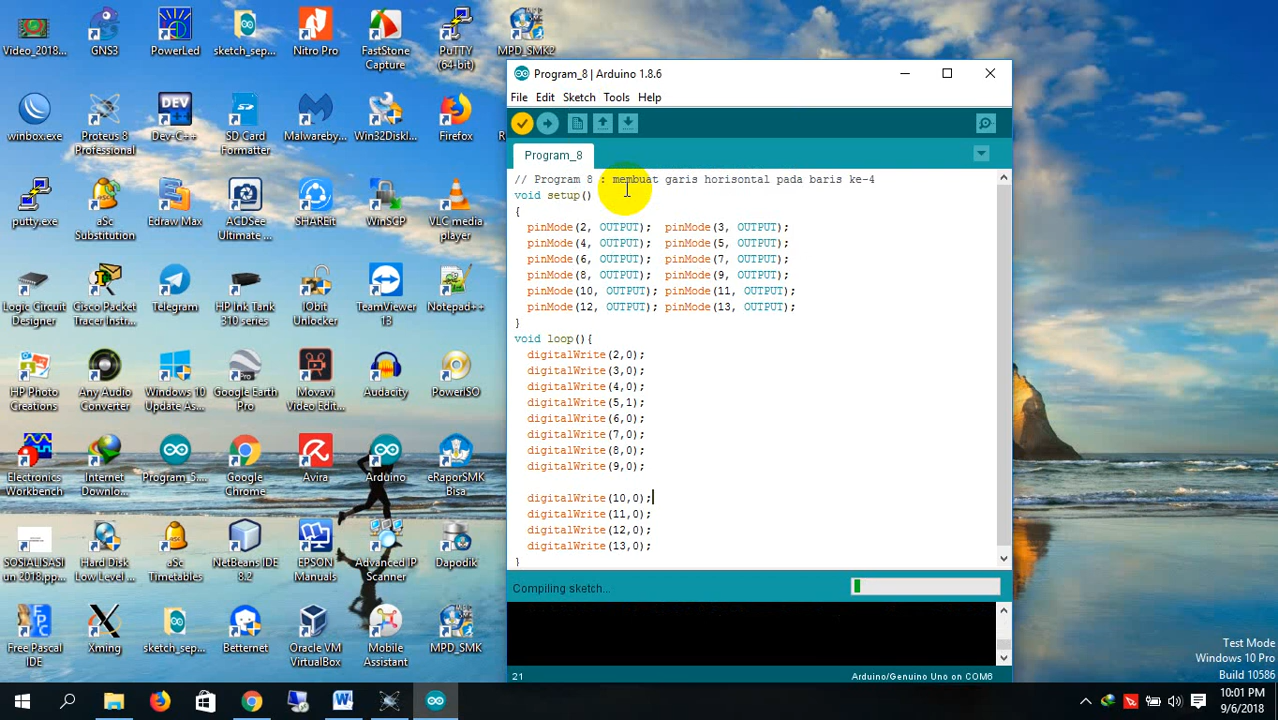 Video_2018...
GNS3
PowerLed
sketch_sep...
Nitro Pro
FastStone Capture
PuTTY (64-bit)
MPD_SMK2
winbox.exe
Proteus 8 Professional
Dev-C++
SD Card Formatter
Malwareby...
Win32DiskI...
Firefox
putty.exe
aSc Substitution
Edraw Max
ACDSee Ultimate ...
SHAREit
WinSCP
VLC media player
Logic Circuit Designer
Cisco Packet Tracer Instr...
Telegram
HP Ink Tank 310 series
IObit Unlocker
TeamViewer 13
Notepad++
HP Photo Creations
Any Audio Converter
Windows 10 Update As...
Google Earth Pro
Movavi Video Edit...
Audacity
PowerISO
Electronics Workbench
Internet Downlo...
Program_5....
Google Chrome
Avira
Arduino
eRaporSMK Bisa
SOSIALISASI un 2018.pp...
Hard Disk Low Level ...
aSc Timetables
NetBeans IDE 8.2
EPSON Manuals
Advanced IP Scanner
Dapodik
Free Pascal IDE
Xming
sketch_sep...
Betternet
Oracle VM VirtualBox
Mobile Assistant
MPD_SMK
Program_8 | Arduino 1.8.6
File Edit Sketch Tools Help
Program_8
// Program 8 : membuat garis horisontal pada baris ke-4
void setup()
{
pinMode(2, OUTPUT); pinMode(3, OUTPUT);
pinMode(4, OUTPUT); pinMode(5, OUTPUT);
pinMode(6, OUTPUT); pinMode(7, OUTPUT);
pinMode(8, OUTPUT); pinMode(9, OUTPUT);
pinMode(10, OUTPUT); pinMode(11, OUTPUT);
pinMode(12, OUTPUT); pinMode(13, OUTPUT);
}
void loop(){
digitalWrite(2,0);
digitalWrite(3,0);
digitalWrite(4,0);
digitalWrite(5,1);
digitalWrite(6,0);
digitalWrite(7,0);
digitalWrite(8,0);
digitalWrite(9,0);
digitalWrite(10,0);
digitalWrite(11,0);
digitalWrite(12,0);
digitalWrite(13,0);
}
Compiling sketch...
21
Arduino/Genuino Uno on COM6
Test Mode
Windows 10 Pro
Build 10586
10:01 PM
9/6/2018